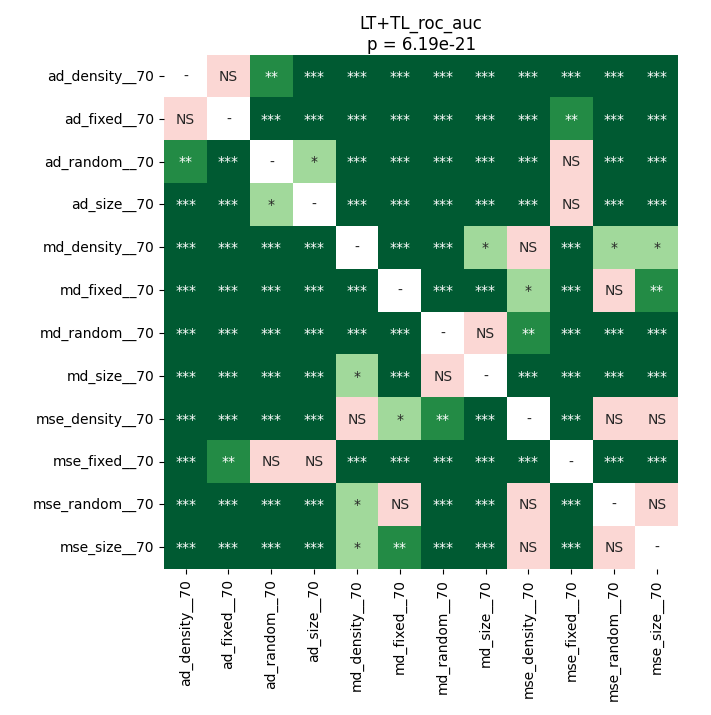 LT+TL_roc_auc
p = 6.19e-21
ad_density__70 - NS ** *** *** *** *** *** *** *** *** ***
ad_fixed__70 NS - *** *** *** *** *** *** *** ** *** ***
ad_random__70 ** *** - * *** *** *** *** *** NS *** ***
ad_size__70 *** *** * - *** *** *** *** *** NS *** ***
md_density__70 *** *** *** *** - *** *** * NS *** * *
md_fixed__70 *** *** *** *** *** - *** *** * *** NS **
md_random__70 *** *** *** *** *** *** - NS ** *** *** ***
md_size__70 *** *** *** *** * *** NS - *** *** *** ***
mse_density__70 *** *** *** *** NS * ** *** - *** NS NS
mse_fixed__70 *** ** NS NS *** *** *** *** *** - *** ***
mse_random__70 *** *** *** *** * NS *** *** NS *** - NS
mse_size__70 *** *** *** *** * ** *** *** NS *** NS -
ad_density__70
ad_fixed__70
ad_random__70
ad_size__70
md_density__70
md_fixed__70
md_random__70
md_size__70
mse_density__70
mse_fixed__70
mse_random__70
mse_size__70